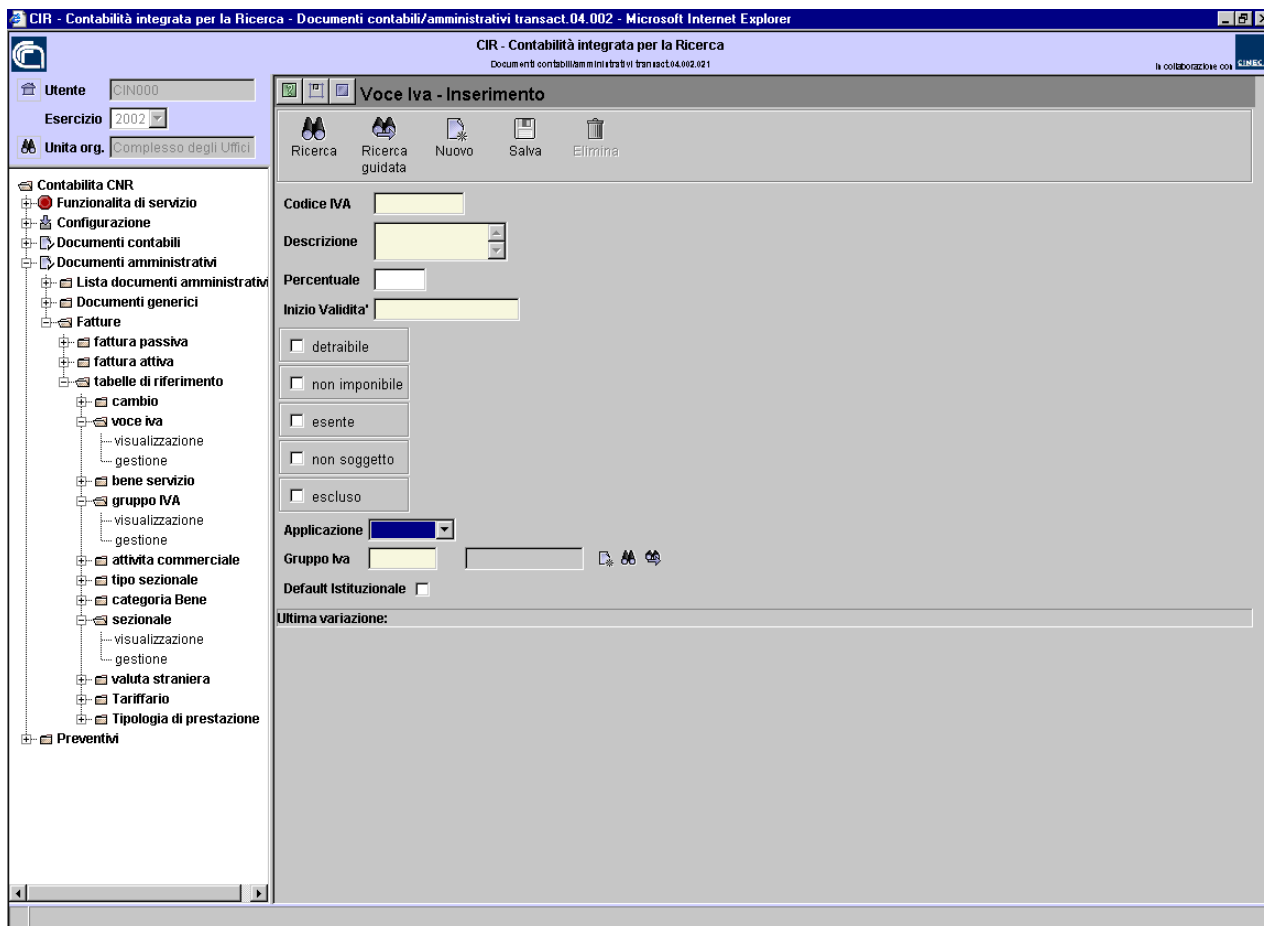 CIR - Contabilità integrata per la Ricerca - Documenti contabili/amministrativi transact.04.002 - Microsoft Internet Explorer
CIR - Contabilità integrata per la Ricerca
Documenti contabili/amministrativi transact.04.002.021
in collaborazione con CINEC
Utente CIN000
Esercizio 2002
Unita org. Complesso degli Uffici
Voce Iva - Inserimento
Ricerca
Ricerca guidata
Nuovo
Salva
Elimina
Contabilita CNR
Funzionalita di servizio
Configurazione
Documenti contabili
Documenti amministrativi
Lista documenti amministrativi
Documenti generici
Fatture
fattura passiva
fattura attiva
tabelle di riferimento
cambio
voce iva
visualizzazione
gestione
bene servizio
gruppo IVA
visualizzazione
gestione
attivita commerciale
tipo sezionale
categoria Bene
sezionale
visualizzazione
gestione
valuta straniera
Tariffario
Tipologia di prestazione
Preventivi
Codice IVA
Descrizione
Percentuale
Inizio Validita'
detraibile
non imponibile
esente
non soggetto
escluso
Applicazione
Gruppo Iva
Default Istituzionale
Ultima variazione: